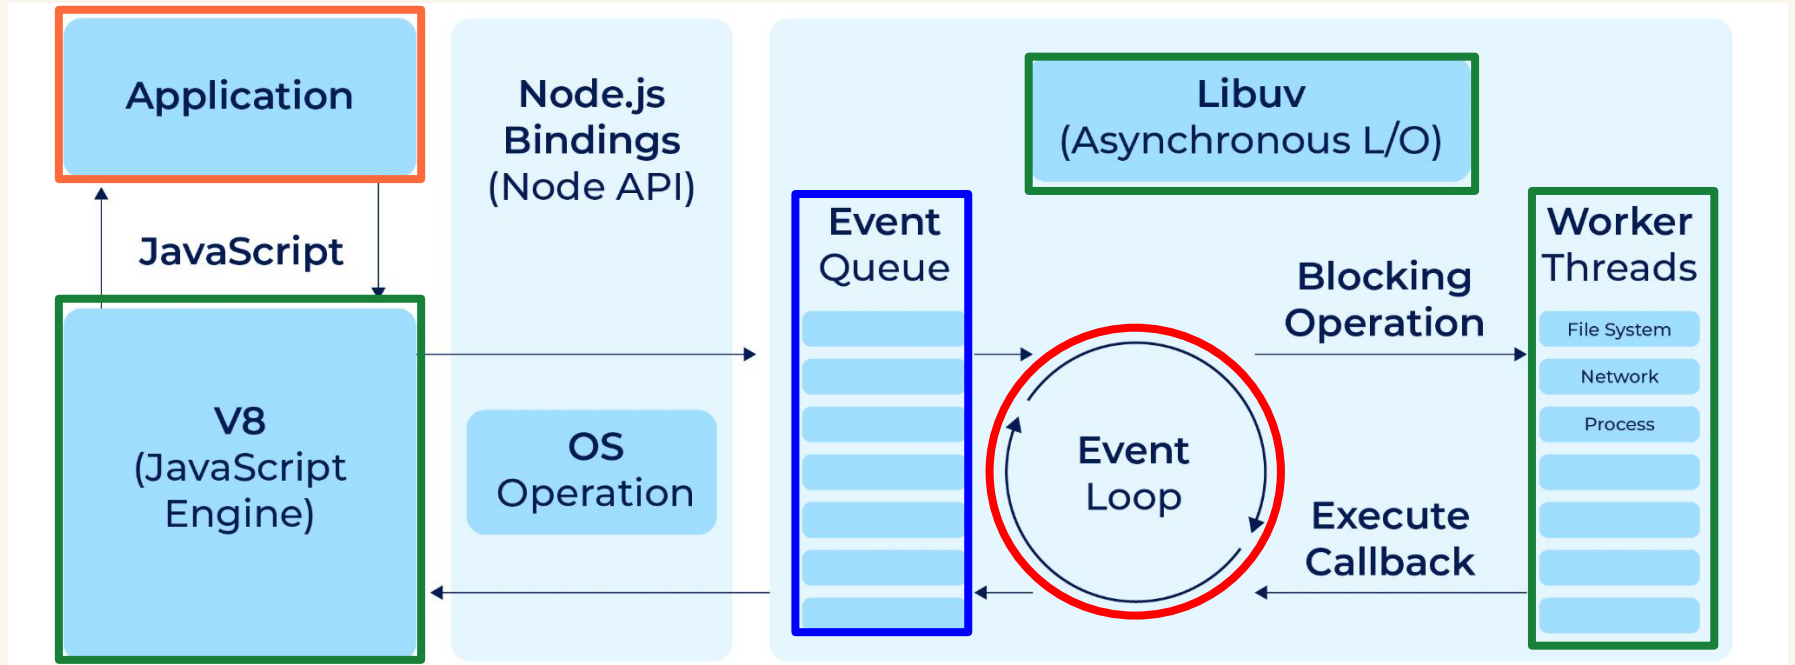 Application
JavaScript
V8
(JavaScript
Engine)
Node.js
Bindings
(Node API)
OS
Operation
Libuv
(Asynchronous L/O)
Event
Queue
Event
Loop
Blocking
Operation
Execute
Callback
Worker
Threads
File System
Network
Process